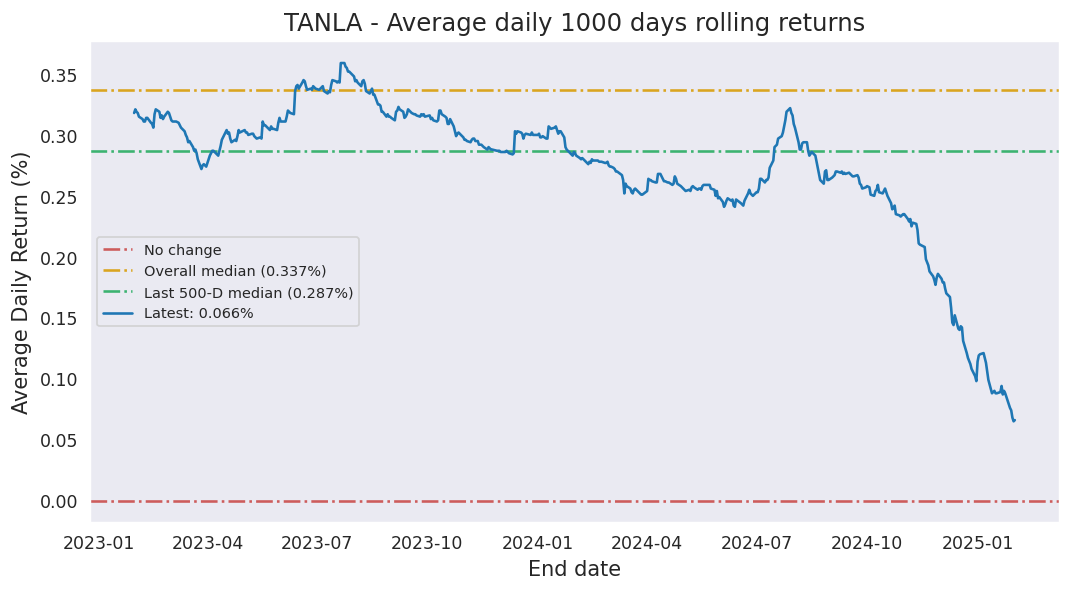 TANLA - Average daily 1000 days rolling returns
Average Daily Return (%)
0.35
0.30
0.25
0.20
0.15
0.10
0.05
0.00
No change
Overall median (0.337%)
Last 500-D median (0.287%)
Latest: 0.066%
2023-01 2023-04 2023-07 2023-10 2024-01 2024-04 2024-07 2024-10 2025-01
End date